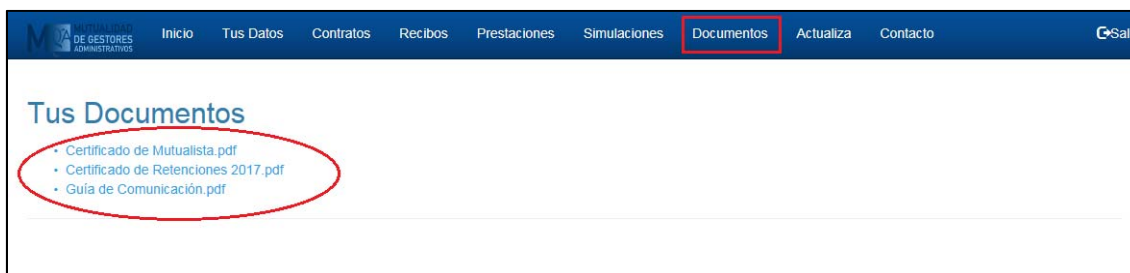 MUTUALIDAD
DE GESTORES
ADMINISTRATIVOS
Inicio Tus Datos Contratos Recibos Prestaciones Simulaciones Documentos Actualiza Contacto Sal
Tus Documentos
• Certificado de Mutualista.pdf
• Certificado de Retenciones 2017.pdf
• Guía de Comunicación.pdf